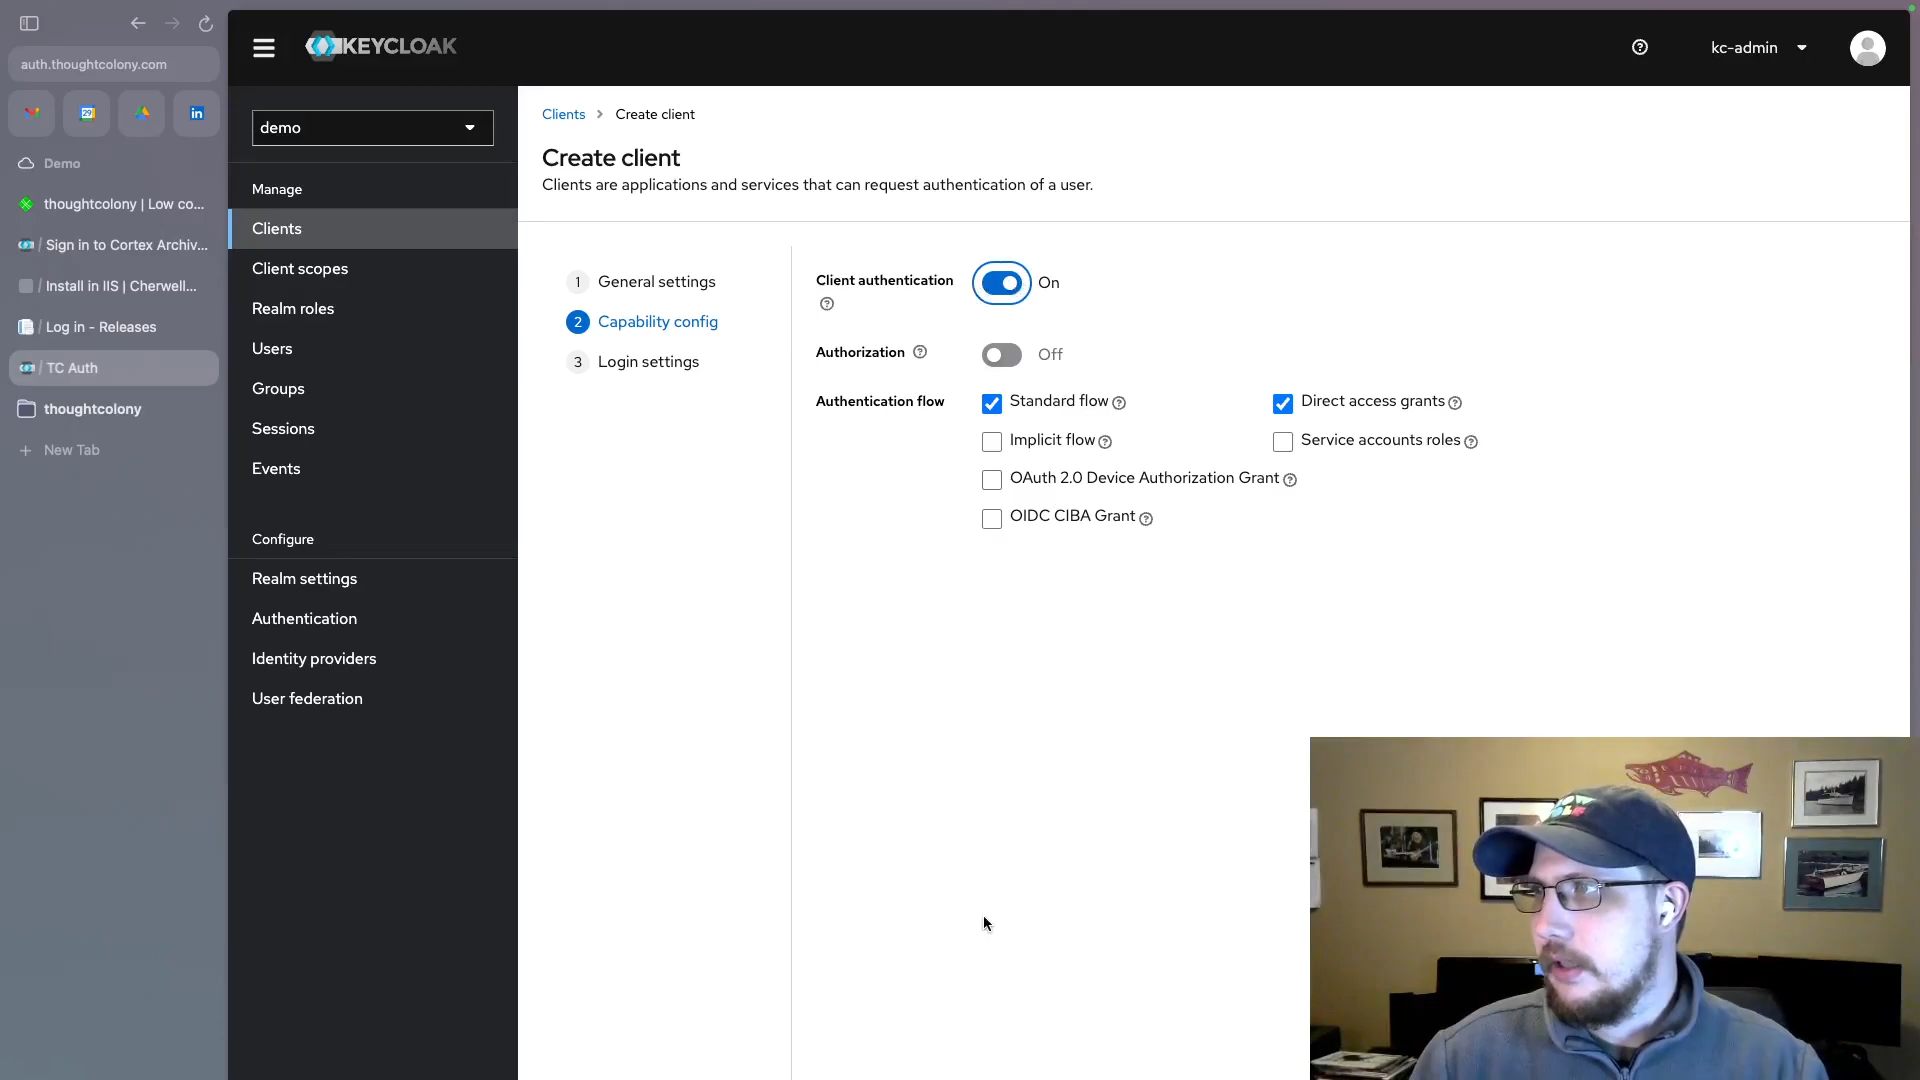 auth.thoughtcolony.com
29
in
Demo
thoughtcolony | Low co...
/ Sign in to Cortex Archiv...
/ Install in IIS | Cherwell...
/ Log in - Releases
/ TC Auth
thoughtcolony
New Tab
KEYCLOAK
kc-admin
demo
Manage
Clients
Client scopes
Realm roles
Users
Groups
Sessions
Events
Configure
Realm settings
Authentication
Identity providers
User federation
Clients > Create client
Create client
Clients are applications and services that can request authentication of a user.
1 General settings
2 Capability config
3 Login settings
Client authentication On
Authorization Off
Authentication flow
Standard flow
Direct access grants
Implicit flow
Service accounts roles
OAuth 2.0 Device Authorization Grant
OIDC CIBA Grant